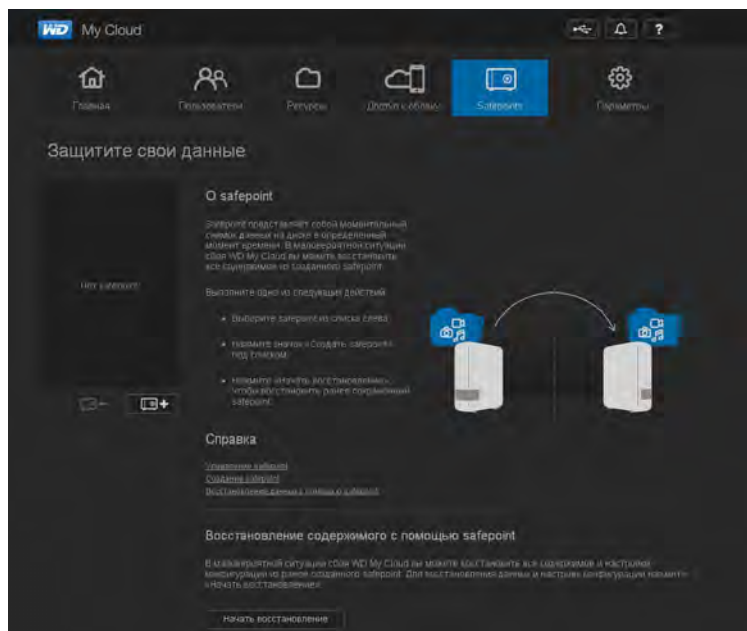 WD My Cloud
?
Главная
Пользователи
Ресурсы
Доступ к облаку
Safepoints
Параметры
Защитите свои данные
Нет safepoint
О safepoint
Safepoint представляет собой моментальный
снимок данных на диске в определенный
момент времени. В маловероятной ситуации
сбоя WD My Cloud вы можете восстановить
все содержимое из созданного safepoint.
Выполните одно из следующих действий
Выберите safepoint из списка слева.
Нажмите значок «Создать safepoint»
под списком.
Нажмите «Начать восстановление»,
чтобы восстановить ранее сохраненный
safepoint.
Справка
Управление safepoint
Создание safepoint
Восстановление данных с помощью safepoint
Восстановление содержимого с помощью safepoint
В маловероятной ситуации сбоя WD My Cloud вы можете восстановить все содержимое и настройки
конфигурации из ранее созданного safepoint. Для восстановления данных и настроек конфигурации нажмите
«Начать восстановление».
Начать восстановление